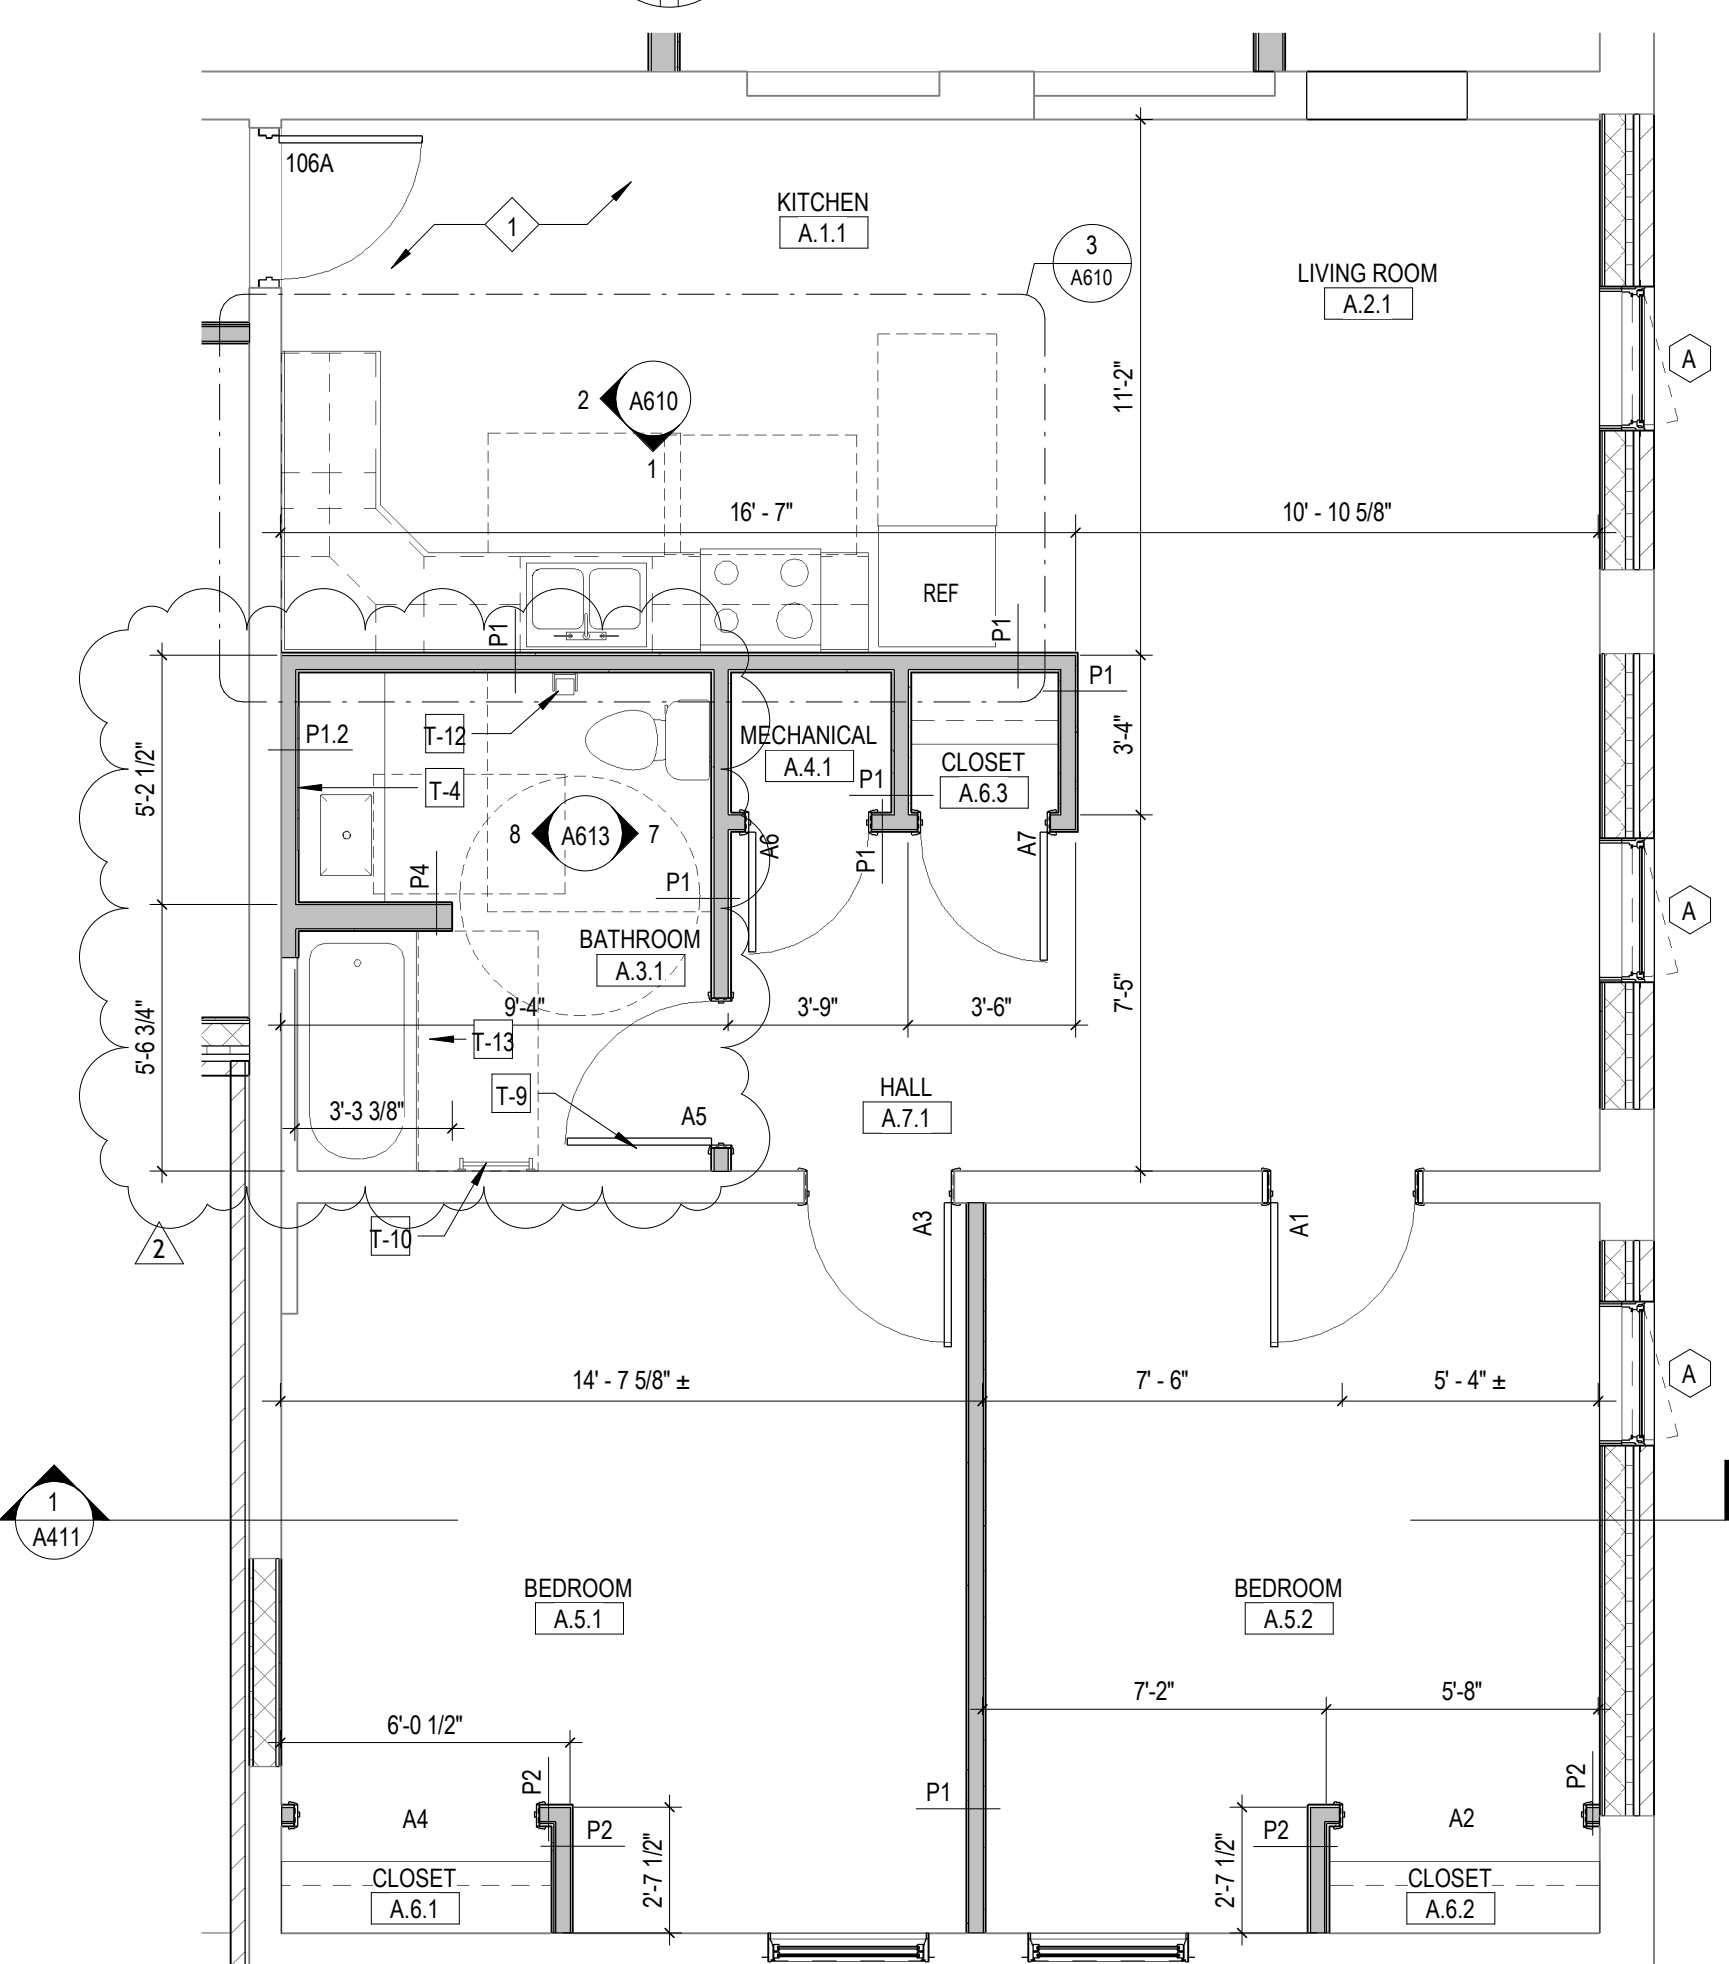 106A
1
KITCHEN
A.1.1
3
A610
LIVING ROOM
A.2.1
A
2
A610
1
11'-2"
16' - 7"
10' - 10 5/8"
REF
P1
P1
P1
P1.2
T-12
MECHANICAL
A.4.1
CLOSET
A.6.3
3'-4"
5'-2 1/2"
T-4
P1
8
A613
7
A6
P1
A7
P4
P1
A
BATHROOM
A.3.1
9'-4"
3'-9"
3'-6"
7'-5"
5'-6 3/4"
T-13
T-9
3'-3 3/8"
A5
HALL
A.7.1
T-10
2
A3
A1
14' - 7 5/8" ±
7' - 6"
5' - 4" ±
A
1
A411
BEDROOM
A.5.1
BEDROOM
A.5.2
7'-2"
5'-8"
6'-0 1/2"
P2
P1
P2
A4
P2
P2
A2
2'-7 1/2"
2'-7 1/2"
CLOSET
A.6.1
CLOSET
A.6.2